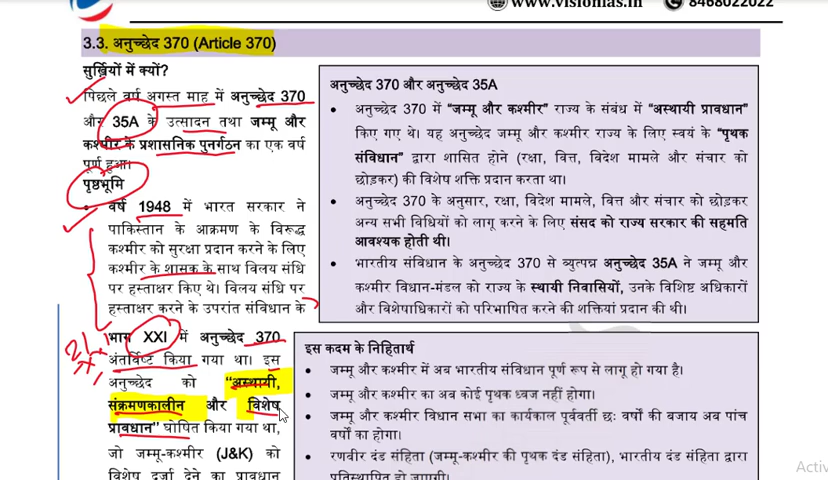 www.visionias.in 8468022022
3.3. अनुच्छेद 370 (Article 370)
सुर्ख़ियों में क्यों?
पिछले वर्ष अगस्त माह में अनुच्छेद 370
और 35A के उत्सादन तथा जम्मू और
कश्मीर के प्रशासनिक पुनर्गठन का एक वर्ष
पूर्ण हुआ।
पृष्ठभूमि
• वर्ष 1948 में भारत सरकार ने
पाकिस्तान के आक्रमण के विरूद्ध
कश्मीर को सुरक्षा प्रदान करने के लिए
कश्मीर के शासक के साथ विलय संधि
पर हस्ताक्षर किए थे। विलय संधि पर
हस्ताक्षर करने के उपरांत संविधान के
भाग XXI में अनुच्छेद 370
अंतर्विष्ट किया गया था। इस
अनुच्छेद को "अस्थायी,
संक्रमणकालीन और विशेष
प्रावधान" घोषित किया गया था,
जो जम्मू-कश्मीर (J&K) को
विशेष दर्जा देने का प्रावधान
21
अनुच्छेद 370 और अनुच्छेद 35A
• अनुच्छेद 370 में "जम्मू और कश्मीर" राज्य के संबंध में "अस्थायी प्रावधान"
किए गए थे। यह अनुच्छेद जम्मू और कश्मीर राज्य के लिए स्वयं के "पृथक
संविधान" द्वारा शासित होने (रक्षा, वित्त, विदेश मामले और संचार को
छोड़कर) की विशेष शक्ति प्रदान करता था।
• अनुच्छेद 370 के अनुसार, रक्षा, विदेश मामले, वित्त और संचार को छोड़कर
अन्य सभी विधियों को लागू करने के लिए संसद को राज्य सरकार की सहमति
आवश्यक होती थी।
• भारतीय संविधान के अनुच्छेद 370 से व्युत्पन्न अनुच्छेद 35A ने जम्मू और
कश्मीर विधान-मंडल को राज्य के स्थायी निवासियों, उनके विशिष्ट अधिकारों
और विशेषाधिकारों को परिभाषित करने की शक्तियां प्रदान की थी।
इस कदम के निहितार्थ
• जम्मू और कश्मीर में अब भारतीय संविधान पूर्ण रूप से लागू हो गया है।
• जम्मू और कश्मीर का अब कोई पृथक ध्वज नहीं होगा।
• जम्मू और कश्मीर विधान सभा का कार्यकाल पूर्ववर्ती छः वर्षों की बजाय अब पांच
वर्षों का होगा।
• रणबीर दंड संहिता (जम्मू-कश्मीर की पृथक दंड संहिता), भारतीय दंड संहिता द्वारा
प्रतिस्थापित हो जाएगी।
Activ